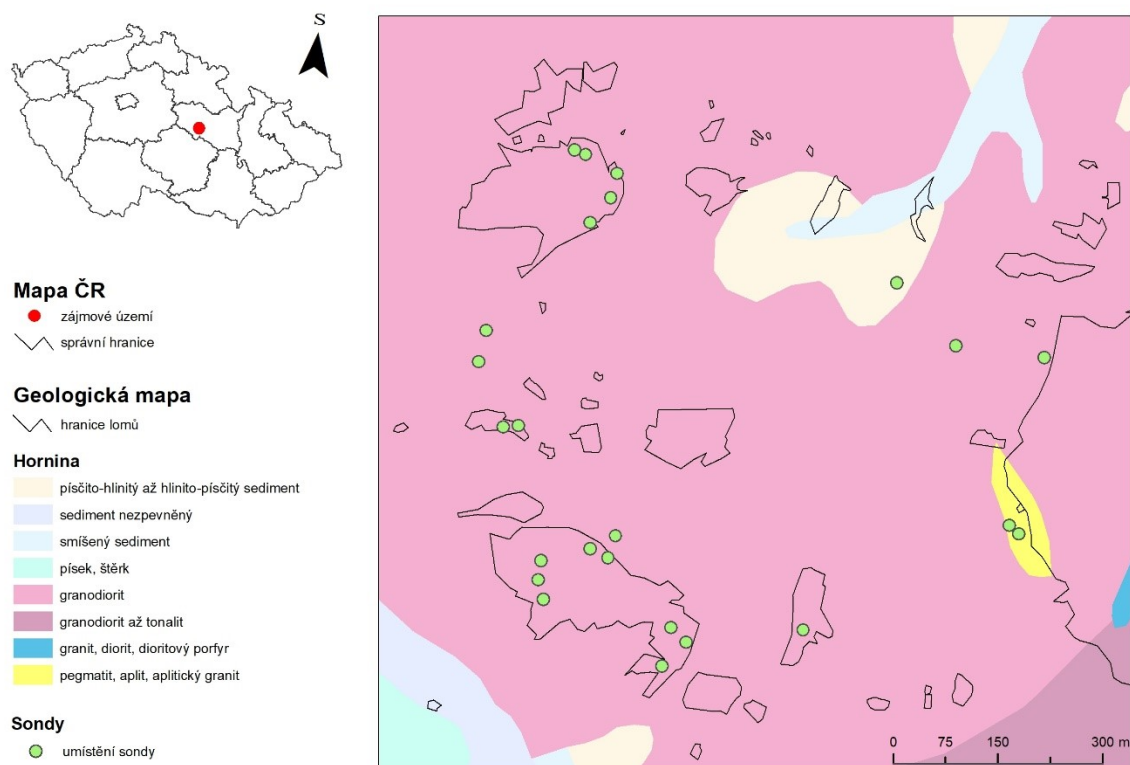 S
Mapa ČR
zájmové území
správní hranice
Geologická mapa
hranice lomů
Hornina
písčito-hlinitý až hlinito-písčitý sediment
sediment nezpevněný
smíšený sediment
písek, štěrk
granodiorit
granodiorit až tonalit
granit, diorit, dioritový porfyr
pegmatit, aplit, aplitický granit
Sondy
umístění sondy
0 75 150 300 m